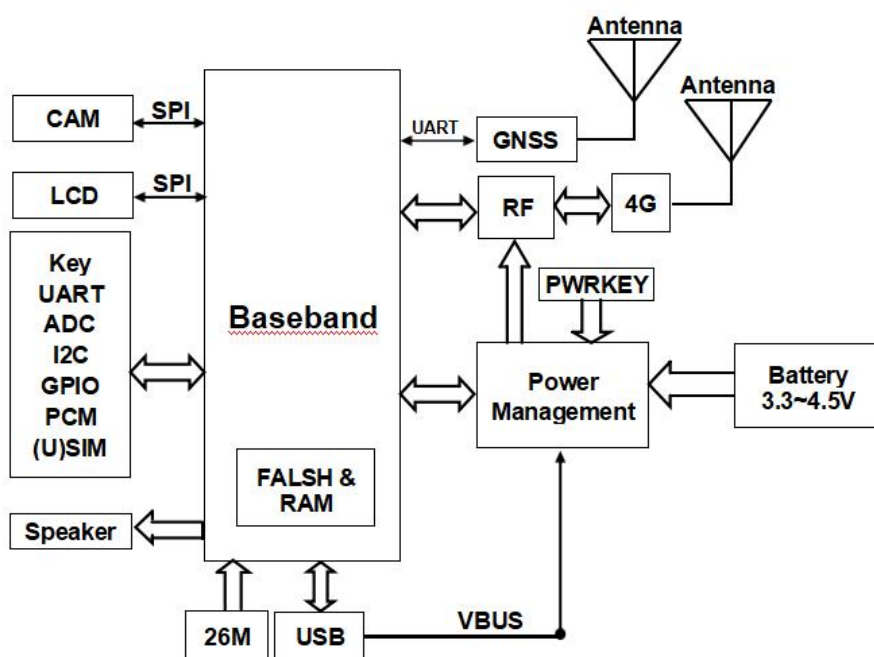 Antenna
Antenna
CAM
SPI
UART
GNSS
LCD
SPI
RF
4G
Key
UART
ADC
I2C
GPIO
PCM
(U)SIM
Baseband
PWRKEY
Power
Management
Battery
3.3~4.5V
FALSH &
RAM
Speaker
26M
USB
VBUS